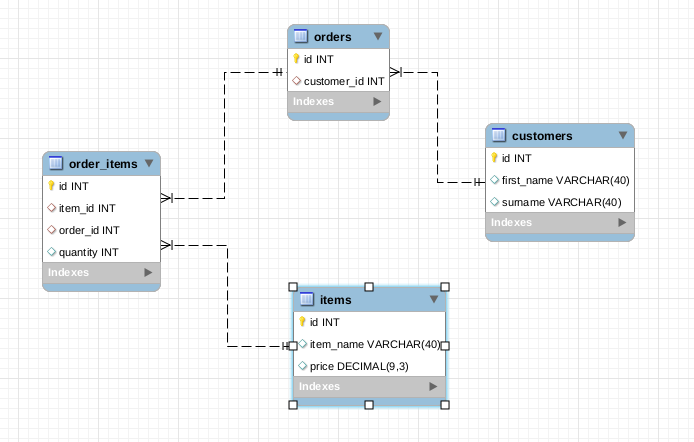 orders
id INT
customer_id INT
Indexes
customers
id INT
first_name VARCHAR(40)
surname VARCHAR(40)
Indexes
order_items
id INT
item_id INT
order_id INT
quantity INT
Indexes
items
id INT
item_name VARCHAR(40)
price DECIMAL(9,3)
Indexes